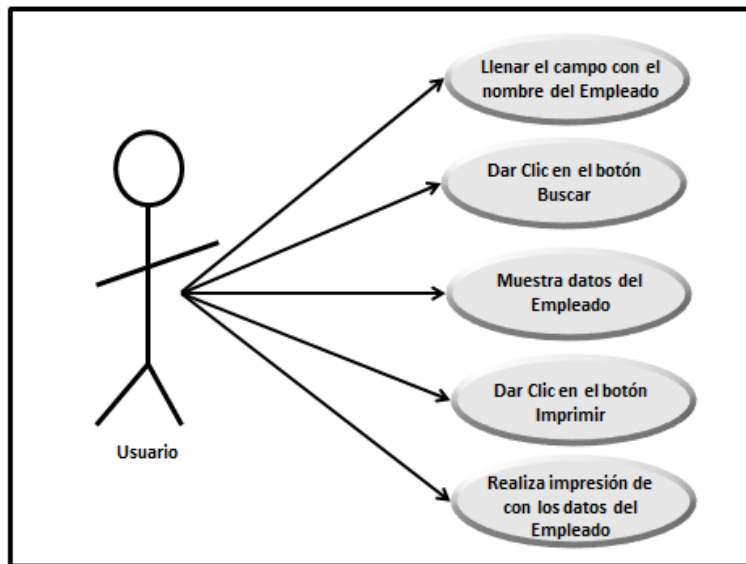 Llenar el campo con el
nombre del Empleado
Dar Clic en el botón
Buscar
Muestra datos del
Empleado
Dar Clic en el botón
Imprimir
Usuario
Realiza impresión de
con los datos del
Empleado